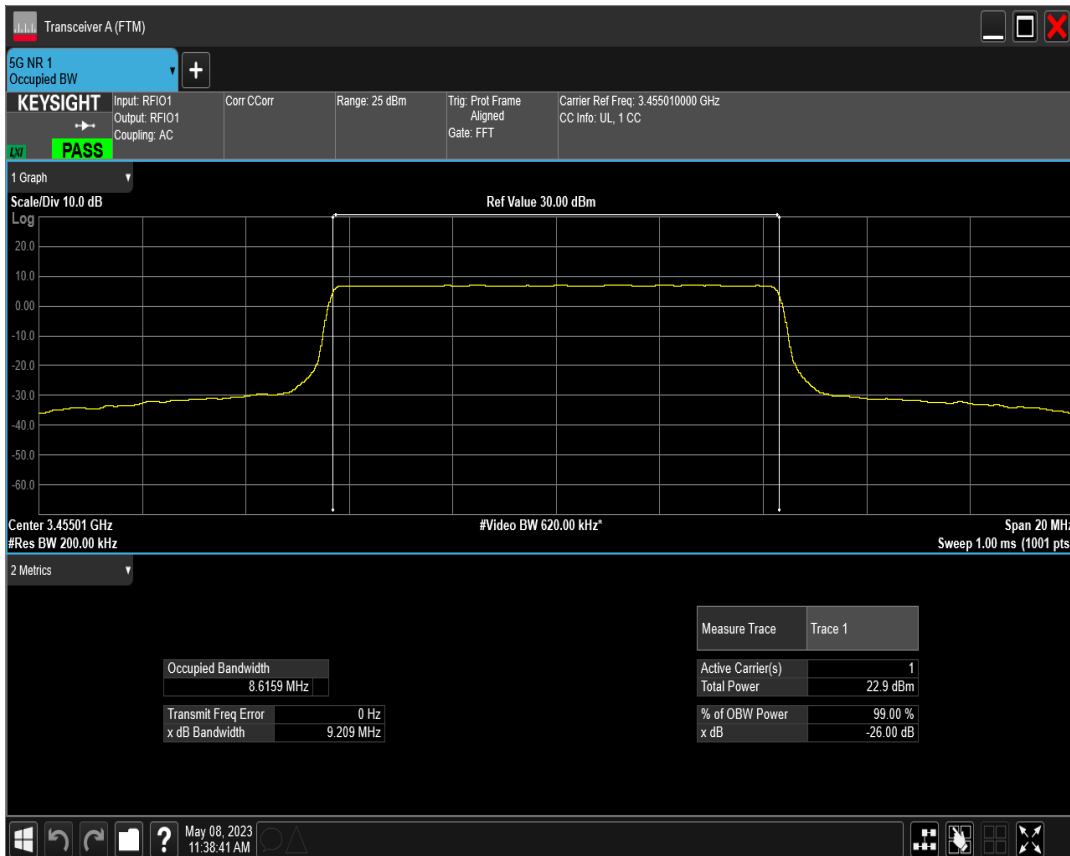 Transceiver A (FTM)
5G NR 1
Occupied BW
+
KEYSIGHT
LXI
PASS
Input: RFIO1
Output: RFIO1
Coupling: AC
Corr CCorr
Range: 25 dBm
Trig: Prot Frame
Aligned
Gate: FFT
Carrier Ref Freq: 3.455010000 GHz
CC Info: UL, 1 CC
1 Graph
Scale/Div 10.0 dB
Ref Value 30.00 dBm
Log
20.0
10.0
0.00
-10.0
-20.0
-30.0
-40.0
-50.0
-60.0
Center 3.45501 GHz
#Video BW 620.00 kHz*
Span 20 MHz
#Res BW 200.00 kHz
Sweep 1.00 ms (1001 pts
2 Metrics
Measure Trace Trace 1
Occupied Bandwidth
8.6159 MHz
Active Carrier(s) 1
Total Power 22.9 dBm
Transmit Freq Error 0 Hz
x dB Bandwidth 9.209 MHz
% of OBW Power 99.00 %
x dB -26.00 dB
?
May 08, 2023
11:38:41 AM